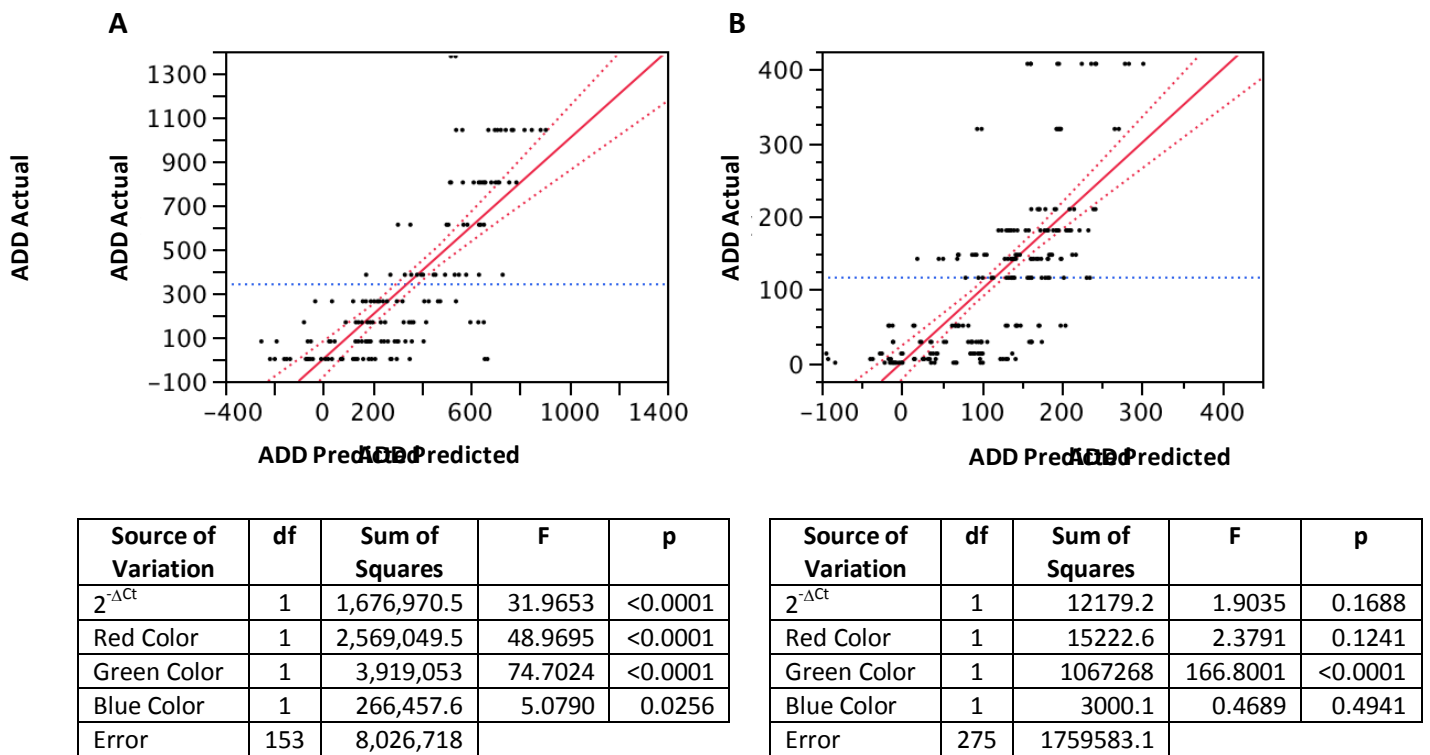 A
B
ADD Actual
ADD Actual
1300
1100
900
700
500
300
100
−100
−400
0
200
600
1000
1400
ADD Predicted
ADD Predicted
ADD Actual
400
300
200
100
0
−100
0
100
200
300
400
ADD Predicted
ADD Predicted
Source of Variation df Sum of Squares F p
2^-ΔCt 1 1,676,970.5 31.9653 <0.0001
Red Color 1 2,569,049.5 48.9695 <0.0001
Green Color 1 3,919,053 74.7024 <0.0001
Blue Color 1 266,457.6 5.0790 0.0256
Error 153 8,026,718
Source of Variation df Sum of Squares F p
2^-ΔCt 1 12179.2 1.9035 0.1688
Red Color 1 15222.6 2.3791 0.1241
Green Color 1 1067268 166.8001 <0.0001
Blue Color 1 3000.1 0.4689 0.4941
Error 275 1759583.1